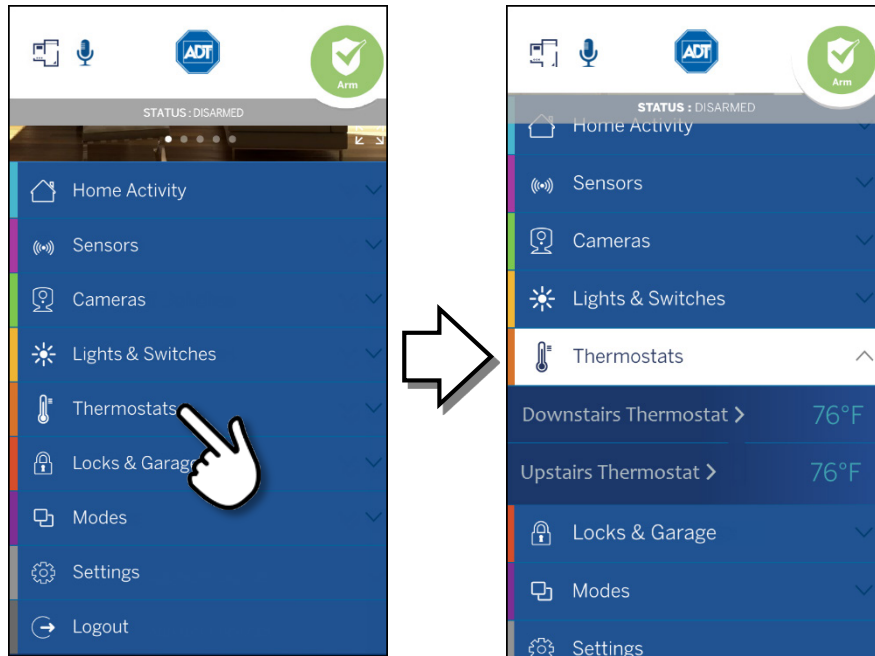 ADT
Arm
STATUS : DISARMED
Home Activity
Sensors
Cameras
Lights & Switches
Thermostats
Locks & Garage
Modes
Settings
Logout
ADT
Arm
STATUS : DISARMED
Home Activity
Sensors
Cameras
Lights & Switches
Thermostats
Downstairs Thermostat > 76°F
Upstairs Thermostat > 76°F
Locks & Garage
Modes
Settings